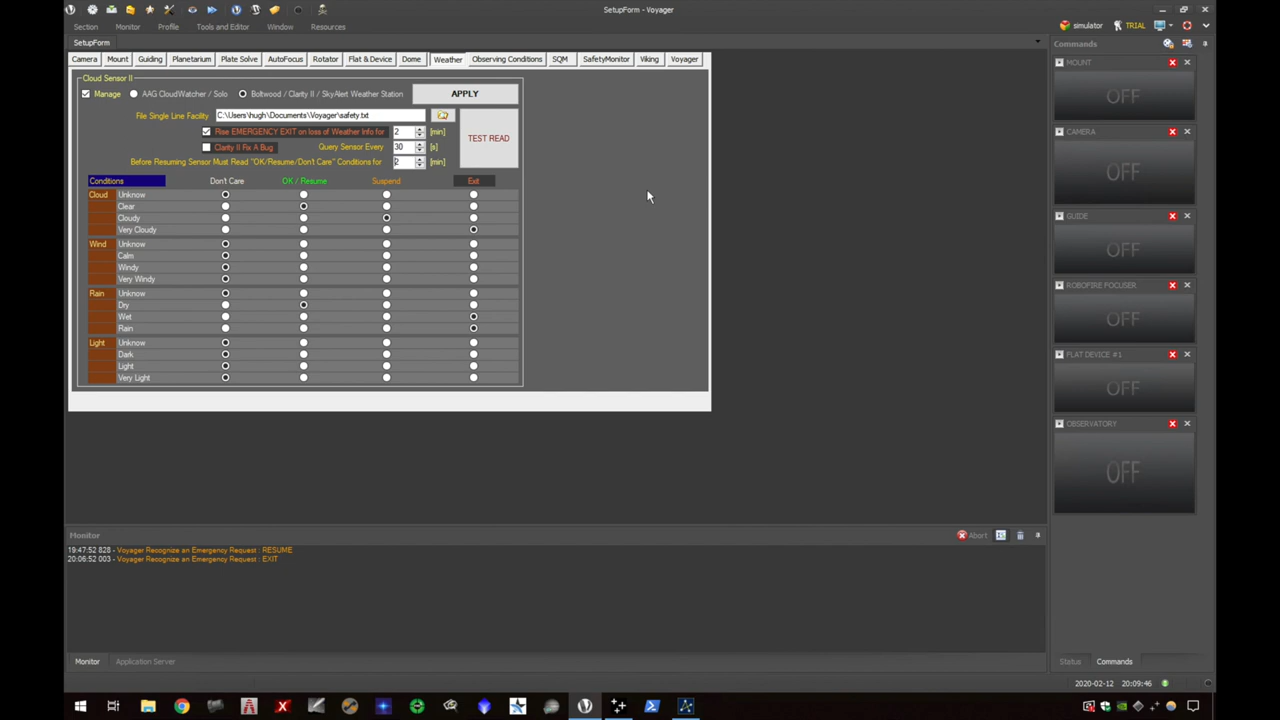 SetupForm - Voyager
Section Monitor Profile Tools and Editor Window Resources
simulator TRIAL
SetupForm
Commands
Camera Mount Guiding Planetarium Plate Solve AutoFocus Rotator Flat & Device Dome Weather Observing Conditions SQM SafetyMonitor Viking Voyager
Cloud Sensor II
Manage AAG CloudWatcher / Solo Boltwood / Clarity II / SkyAlert Weather Station APPLY
File Single Line Facility C:\Users\hugh\Documents\Voyager\safety.txt
Rise EMERGENCY EXIT on loss of Weather Info for 2 [min]
TEST READ
Clarity II Fix A Bug Query Sensor Every 30 [s]
Before Resuming Sensor Must Read "OK/Resume/Don't Care" Conditions for 2 [min]
Conditions Don't Care OK / Resume Suspend Exit
Cloud Unknow
Clear
Cloudy
Very Cloudy
Wind Unknow
Calm
Windy
Very Windy
Rain Unknow
Dry
Wet
Rain
Light Unknow
Dark
Light
Very Light
MOUNT
OFF
CAMERA
OFF
GUIDE
OFF
ROBOFIRE FOCUSER
OFF
FLAT DEVICE #1
OFF
OBSERVATORY
OFF
Monitor Abort
19:47:52 828 - Voyager Recognize an Emergency Request : RESUME
20:06:52 003 - Voyager Recognize an Emergency Request : EXIT
Monitor Application Server
Status Commands
2020-02-12 20:09:46